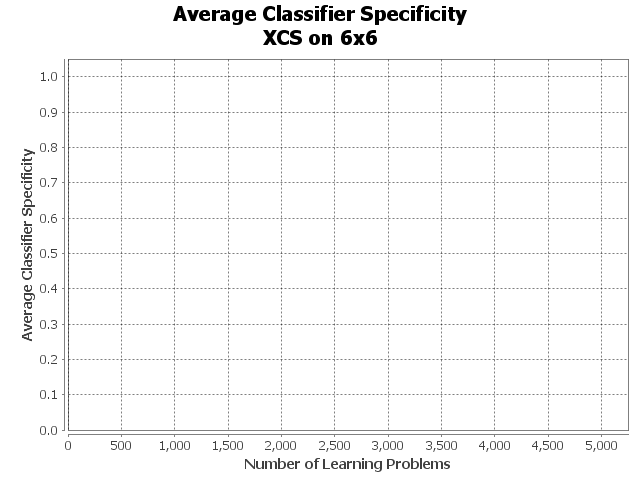 Average Classifier Specificity
XCS on 6x6
Average Classifier Specificity
1.0
0.9
0.8
0.7
0.6
0.5
0.4
0.3
0.2
0.1
0.0
0 500 1,000 1,500 2,000 2,500 3,000 3,500 4,000 4,500 5,000
Number of Learning Problems